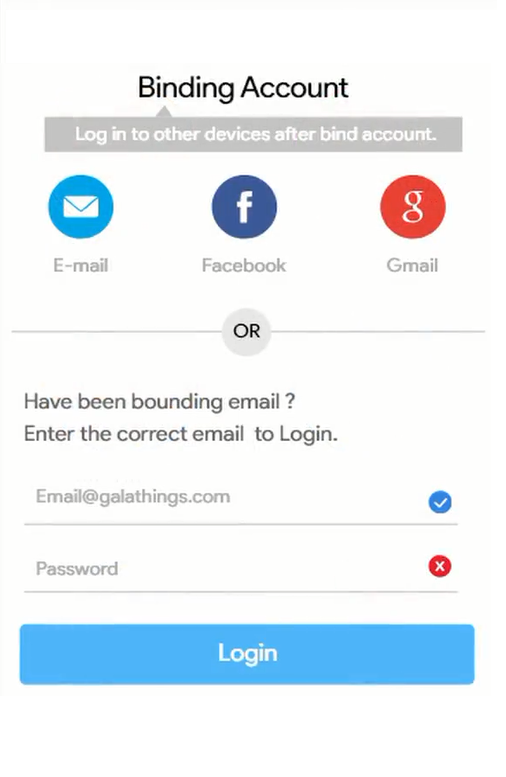 Binding Account
Log in to other devices after bind account.
f
g
E-mail
Facebook
Gmail
OR
Have been bounding email ?
Enter the correct email to Login.
Email@galathings.com
Password
Login